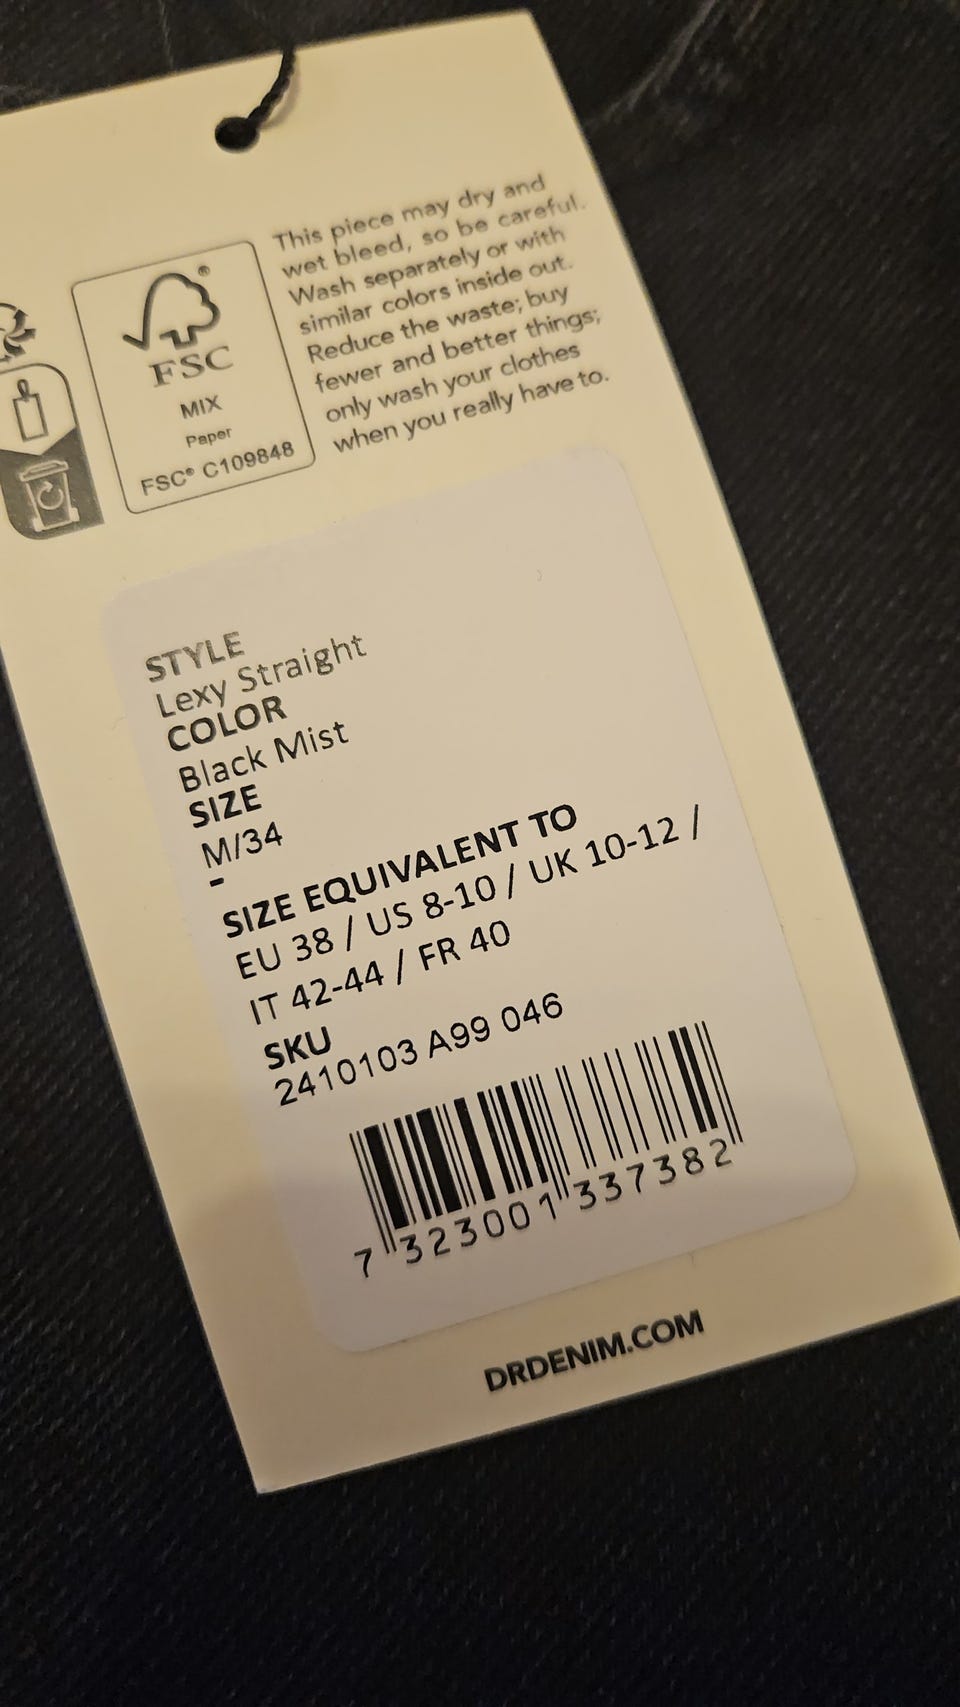 This piece may dry and
wet bleed, so be careful.
Wash separately or with
similar colors inside out.
Reduce the waste; buy
fewer and better things;
only wash your clothes
when you really have to.
FSC®
MIX
Paper
FSC® C109848
STYLE
Lexy Straight
COLOR
Black Mist
SIZE
M/34
-
SIZE EQUIVALENT TO
EU 38 / US 8-10 / UK 10-12 /
IT 42-44 / FR 40
SKU
2410103 A99 046
7 323001 337382
DRDENIM.COM